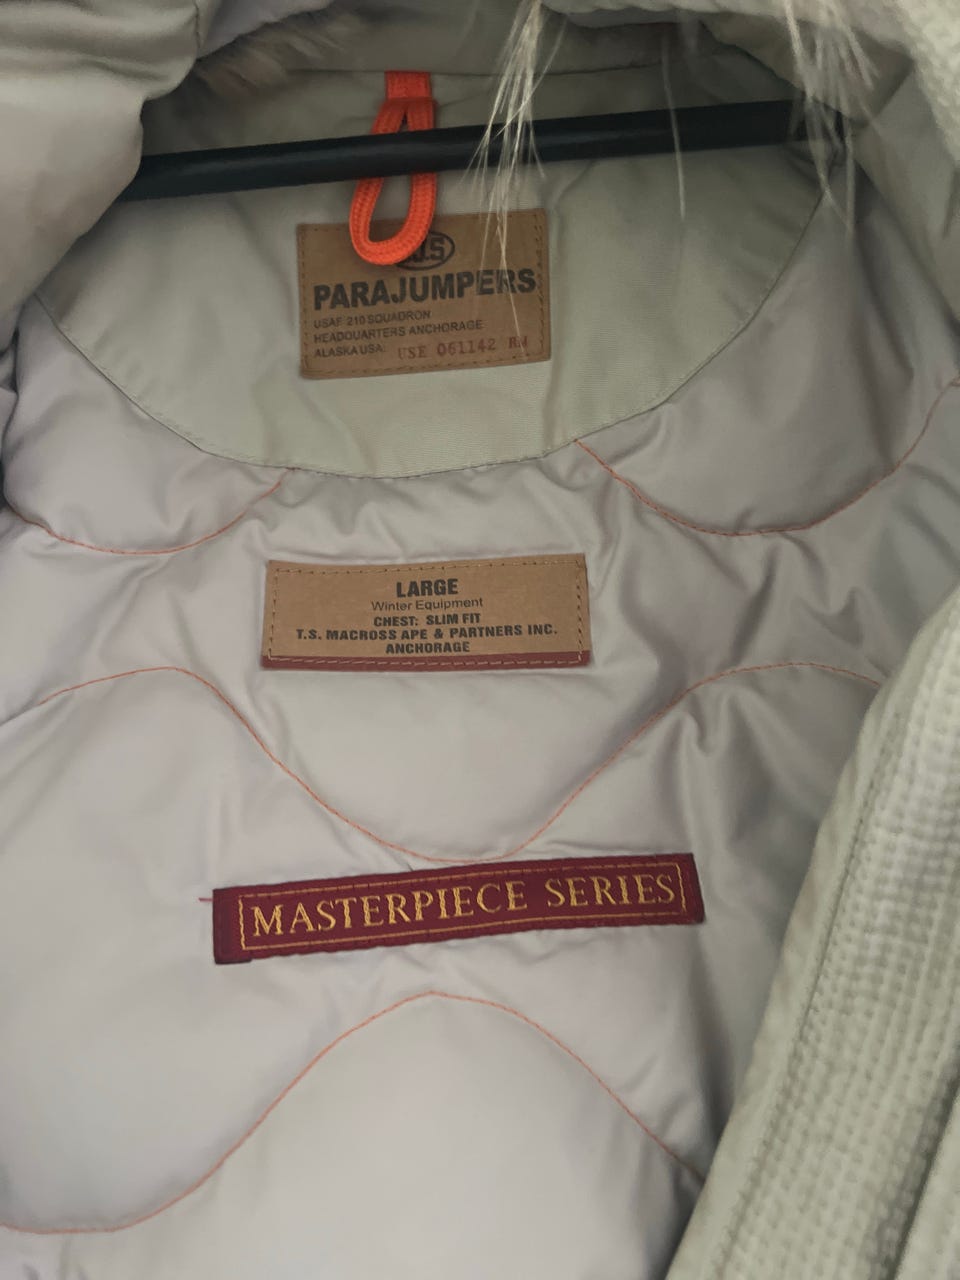 PARAJUMPERS
USAF 210 SQUADRON
HEADQUARTERS ANCHORAGE
ALASKA USA: USE 061142 RM
LARGE
Winter Equipment
CHEST: SLIM FIT
T.S. MACROSS APE & PARTNERS INC.
ANCHORAGE
MASTERPIECE SERIES